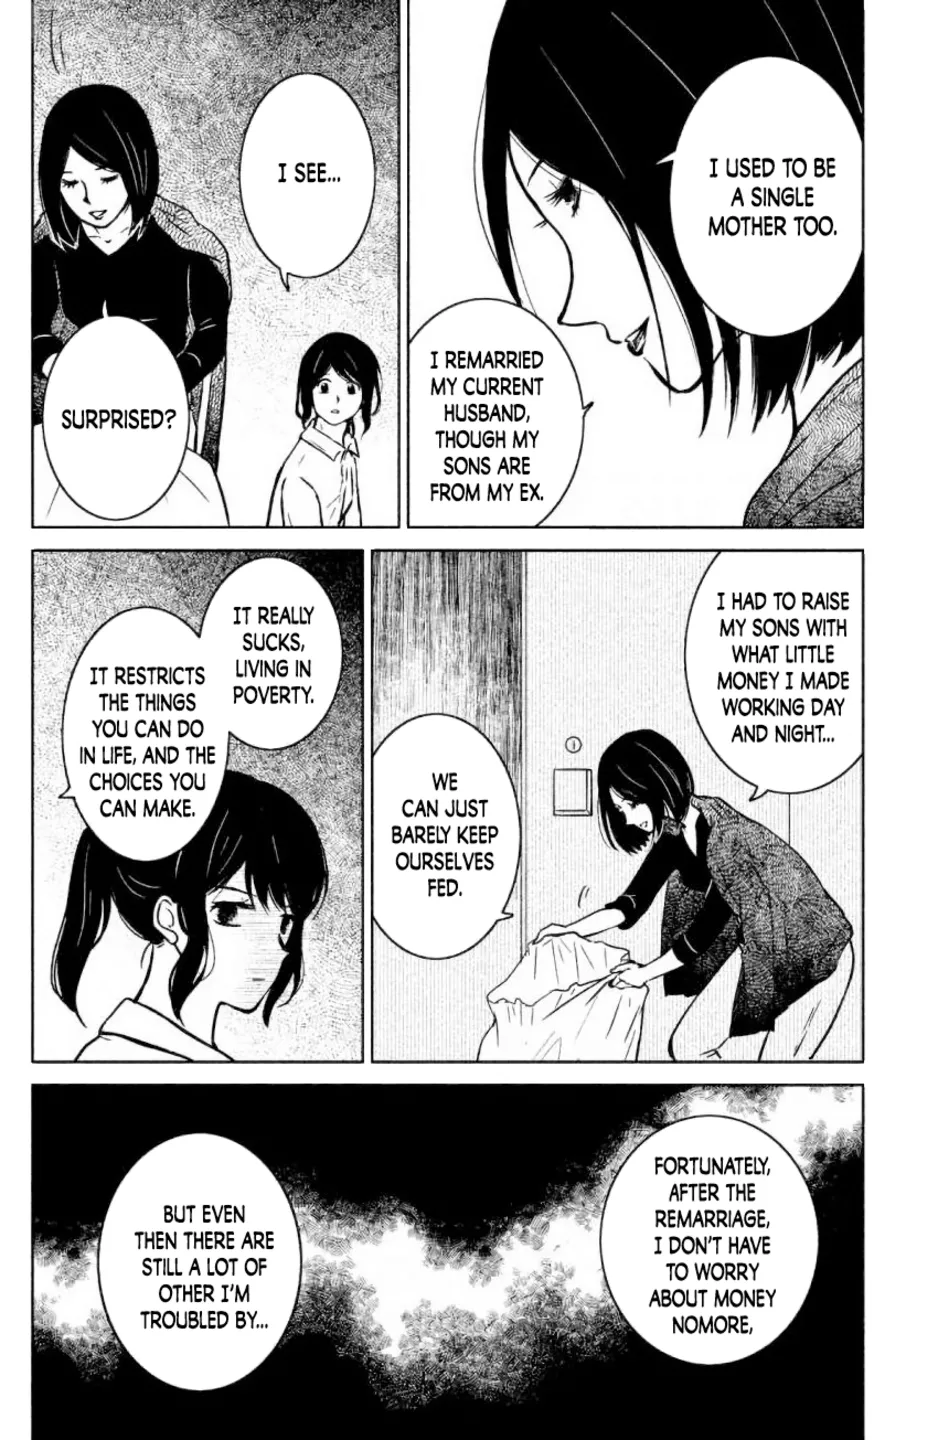 I USED TO BE
A SINGLE
MOTHER TOO.
I REMARRIED
MY CURRENT
HUSBAND,
THOUGH MY
SONS ARE
FROM MY EX.
I SEE...
SURPRISED?
I HAD TO RAISE
MY SONS WITH
WHAT LITTLE
MONEY I MADE
WORKING DAY
AND NIGHT...
WE
CAN JUST
BARELY KEEP
OURSELVES
FED.
IT REALLY
SUCKS,
LIVING IN
POVERTY.
IT RESTRICTS
THE THINGS
YOU CAN DO
IN LIFE, AND THE
CHOICES YOU
CAN MAKE.
FORTUNATELY,
AFTER THE
REMARRIAGE,
I DON'T HAVE
TO WORRY
ABOUT MONEY
NOMORE,
BUT EVEN
THEN THERE ARE
STILL A LOT OF
OTHER I'M
TROUBLED BY...